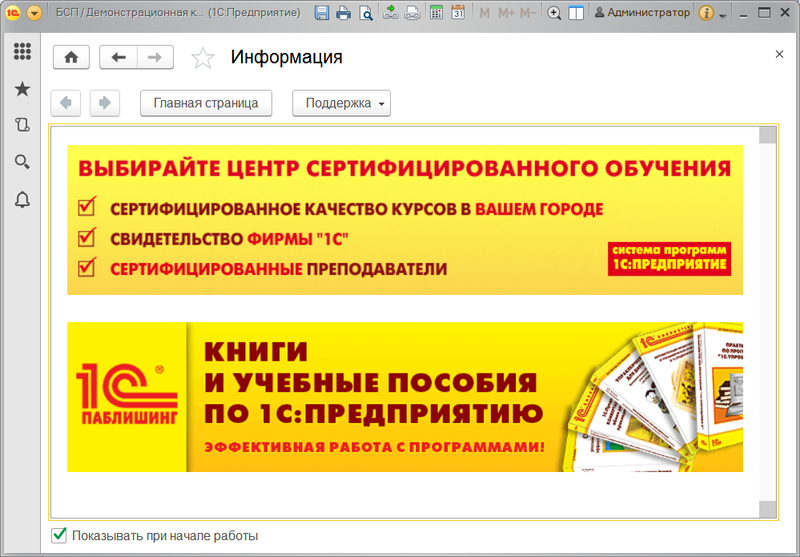 БСП / Демонстрационная к... (1С:Предприятие)
M M+ M-
Администратор
Информация
Главная страница
Поддержка
ВЫБИРАЙТЕ ЦЕНТР СЕРТИФИЦИРОВАННОГО ОБУЧЕНИЯ
СЕРТИФИЦИРОВАННОЕ КАЧЕСТВО КУРСОВ В ВАШЕМ ГОРОДЕ
СВИДЕТЕЛЬСТВО ФИРМЫ "1С"
СЕРТИФИЦИРОВАННЫЕ ПРЕПОДАВАТЕЛИ
система программ
1С:ПРЕДПРИЯТИЕ
1С®
ПАБЛИШИНГ
КНИГИ
И УЧЕБНЫЕ ПОСОБИЯ
ПО 1С:ПРЕДПРИЯТИЮ
ЭФФЕКТИВНАЯ РАБОТА С ПРОГРАММАМИ!
Показывать при начале работы